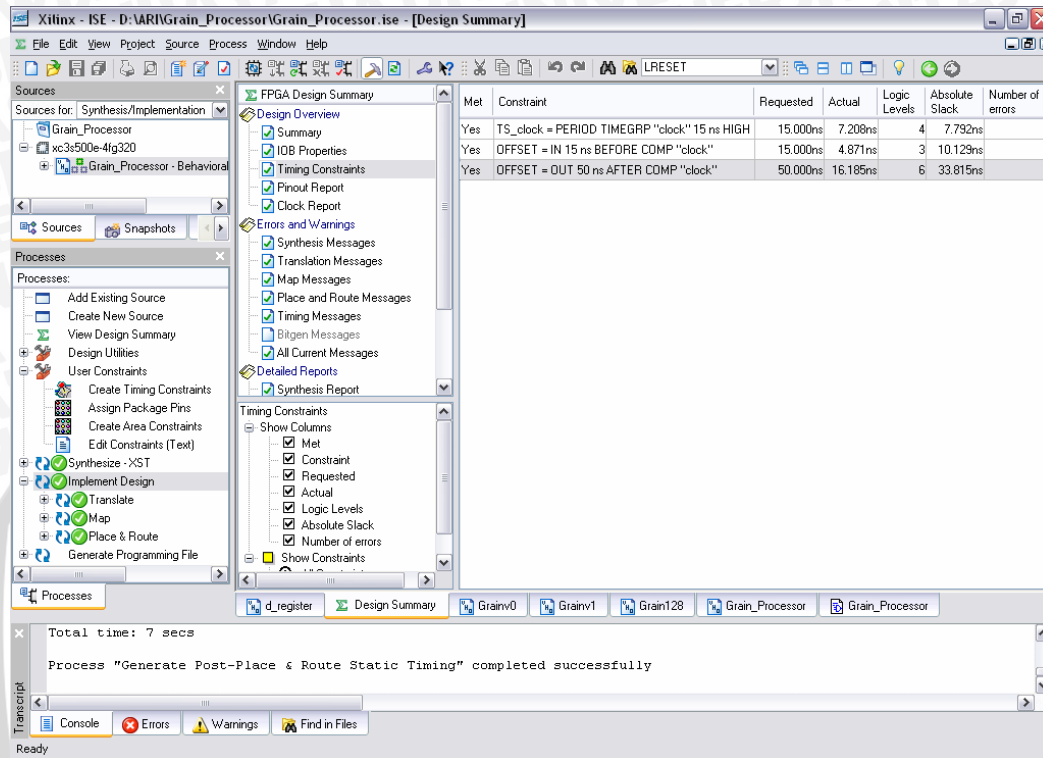 Xilinx - ISE - D:\ARI\Grain_Processor\Grain_Processor.ise - [Design Summary]
File Edit View Project Source Process Window Help
LRESET
Sources
Sources for: Synthesis/Implementation
Grain_Processor
xc3s500e-4fg320
Grain_Processor - Behavioral
Sources Snapshots
Processes
Processes:
Add Existing Source
Create New Source
View Design Summary
Design Utilities
User Constraints
Create Timing Constraints
Assign Package Pins
Create Area Constraints
Edit Constraints (Text)
Synthesize - XST
Implement Design
Translate
Map
Place & Route
Generate Programming File
Processes
FPGA Design Summary
Design Overview
Summary
IOB Properties
Timing Constraints
Pinout Report
Clock Report
Errors and Warnings
Synthesis Messages
Translation Messages
Map Messages
Place and Route Messages
Timing Messages
Bitgen Messages
All Current Messages
Detailed Reports
Synthesis Report
Timing Constraints
Show Columns
Met
Constraint
Requested
Actual
Logic Levels
Absolute Slack
Number of errors
Show Constraints
Met Constraint Requested Actual Logic Levels Absolute Slack Number of errors
Yes TS_clock = PERIOD TIMEGRP "clock" 15 ns HIGH 15.000ns 7.208ns 4 7.792ns
Yes OFFSET = IN 15 ns BEFORE COMP "clock" 15.000ns 4.871ns 3 10.129ns
Yes OFFSET = OUT 50 ns AFTER COMP "clock" 50.000ns 16.185ns 6 33.815ns
d_register Design Summary Grainv0 Grainv1 Grain128 Grain_Processor Grain_Processor
Total time: 7 secs
Process "Generate Post-Place & Route Static Timing" completed successfully
Transcript
Console Errors Warnings Find in Files
Ready